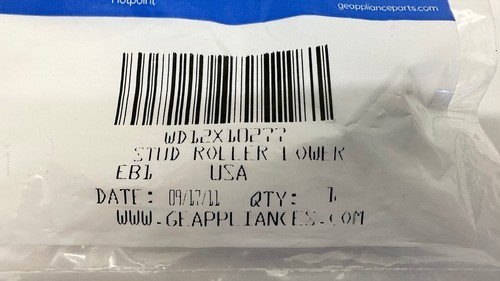 Hotpoint
geapplianceparts.com
WD12X10277
STUD ROLLER LOWER
EB1 USA
DATE: 09/17/11 QTY: 1
WWW.GEAPPLIANCES.COM